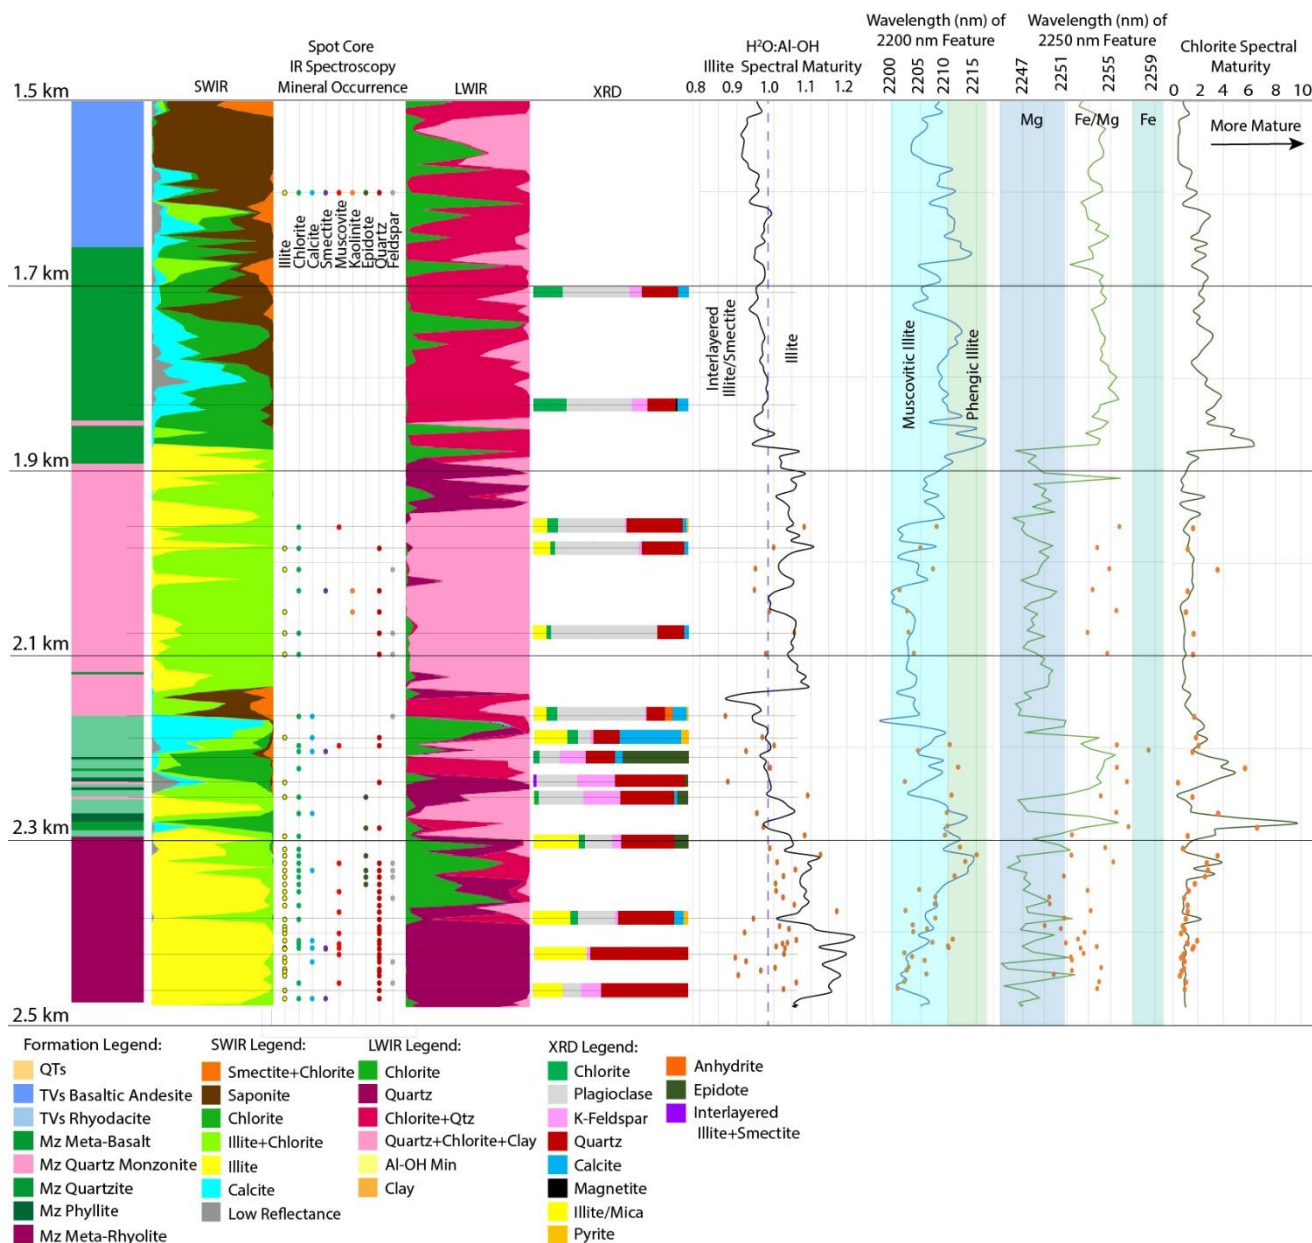 Spot Core
IR Spectroscopy
Mineral Occurrence
SWIR
LWIR
XRD
H²O:Al-OH
Illite Spectral Maturity
0.8 0.9 1.0 1.1 1.2
Wavelength (nm) of
2200 nm Feature
2200 2205 2210 2215
Wavelength (nm) of
2250 nm Feature
2247 2251 2255 2259
Chlorite Spectral
Maturity
0 2 4 6 8 10
1.5 km
Mg Fe/Mg Fe
More Mature
Illite
Chlorite
Calcite
Smectite
Muscovite
Kaolinite
Epidote
Quartz
Feldspar
1.7 km
Interlayered
Illite/Smectite
Illite
Muscovitic Illite
Phengic Illite
1.9 km
2.1 km
2.3 km
2.5 km
Formation Legend:
QTs
TVs Basaltic Andesite
TVs Rhyodacite
Mz Meta-Basalt
Mz Quartz Monzonite
Mz Quartzite
Mz Phyllite
Mz Meta-Rhyolite
SWIR Legend:
Smectite+Chlorite
Saponite
Chlorite
Illite+Chlorite
Illite
Calcite
Low Reflectance
LWIR Legend:
Chlorite
Quartz
Chlorite+Qtz
Quartz+Chlorite+Clay
Al-OH Min
Clay
XRD Legend:
Chlorite
Plagioclase
K-Feldspar
Quartz
Calcite
Magnetite
Illite/Mica
Pyrite
Anhydrite
Epidote
Interlayered
Illite+Smectite